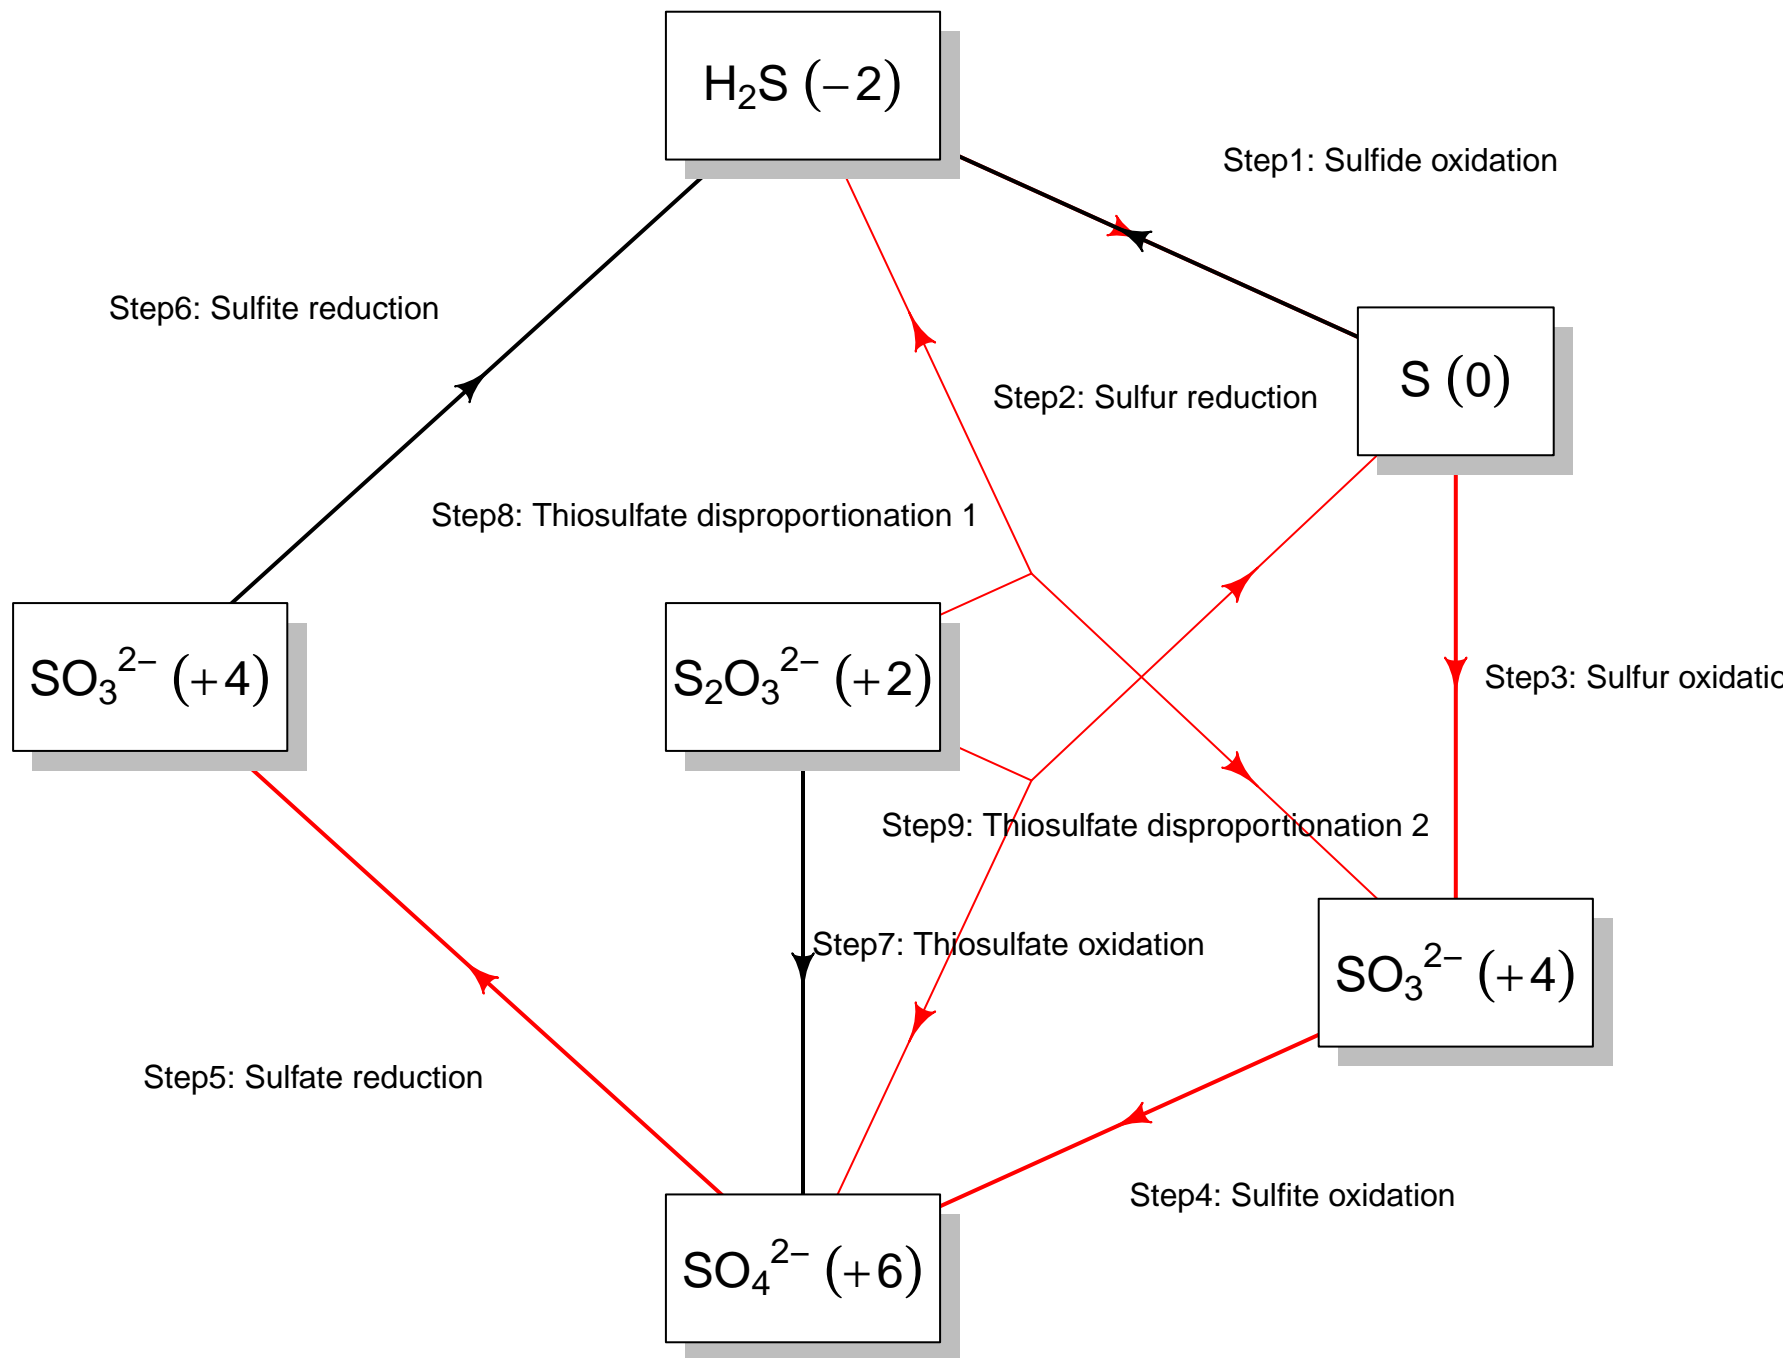 H₂S (−2)
Step1: Sulfide oxidation
Step6: Sulfite reduction
S (0)
Step2: Sulfur reduction
Step8: Thiosulfate disproportionation 1
SO₃²⁻ (+4)
S₂O₃²⁻ (+2)
Step3: Sulfur oxidatio
Step9: Thiosulfate disproportionation 2
Step7: Thiosulfate oxidation
SO₃²⁻ (+4)
Step5: Sulfate reduction
Step4: Sulfite oxidation
SO₄²⁻ (+6)